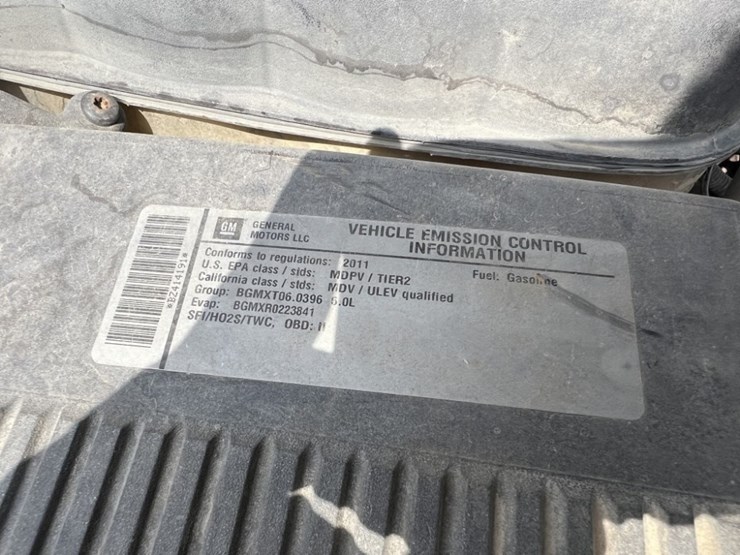 *B2414191*
GM
GENERAL
MOTORS LLC
VEHICLE EMISSION CONTROL
INFORMATION
Conforms to regulations: 2011
U.S. EPA class / stds: MDPV / TIER2
Fuel: Gasoline
California class / stds: MDV / ULEV qualified
Group: BGMXT06.0396 6.0L
Evap: BGMXR0223841
SFI/HO2S/TWC, OBD: II